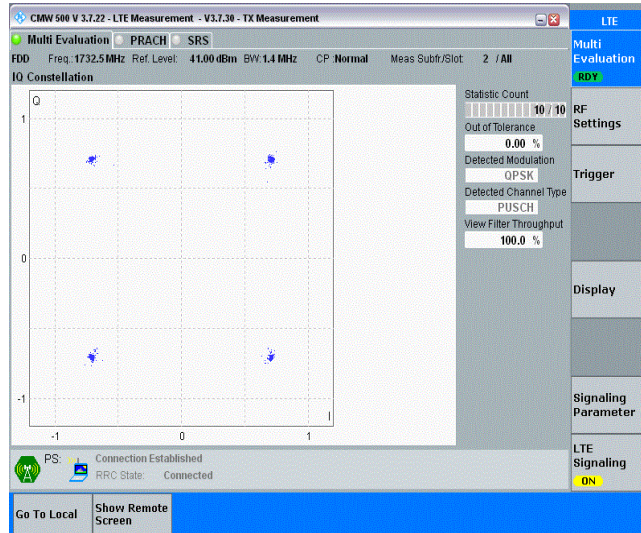 CMW 500 V 3.7.22 - LTE Measurement - V3.7.30 - TX Measurement
LTE
Multi Evaluation PRACH SRS
FDD Freq.:1732.5 MHz Ref. Level: 41.00 dBm BW:1.4 MHz CP :Normal Meas Subfr./Slot: 2 / All
IQ Constellation
Q
1
0
-1
-1 0 1
I
Statistic Count
10 / 10
Out of Tolerance
0.00 %
Detected Modulation
QPSK
Detected Channel Type
PUSCH
View Filter Throughput
100.0 %
PS: Connection Established
RRC State: Connected
Multi
Evaluation
RDY
RF
Settings
Trigger
Display
Signaling
Parameter
LTE
Signaling
ON
Go To Local
Show Remote
Screen